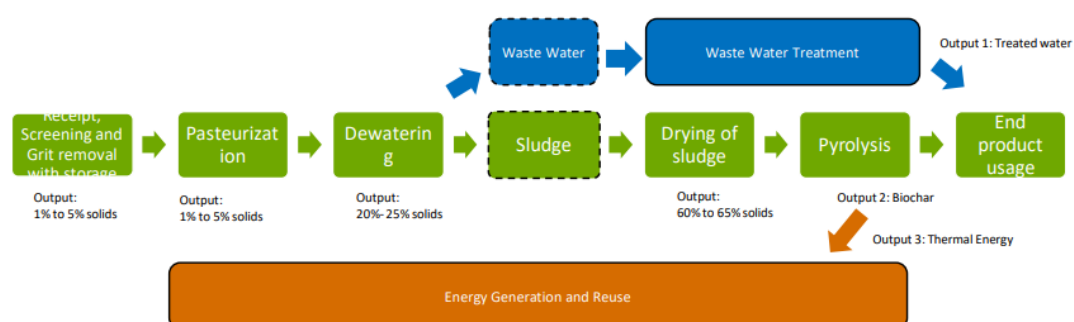 Waste Water
Waste Water Treatment
Output 1: Treated water
Receipt,
Screening and
Grit removal
with storage
Pasteurizat
ion
Dewaterin
g
Sludge
Drying of
sludge
Pyrolysis
End
product
usage
Output:
1% to 5% solids
Output:
1% to 5% solids
Output:
20%- 25% solids
Output:
60% to 65% solids
Output 2: Biochar
Output 3: Thermal Energy
Energy Generation and Reuse